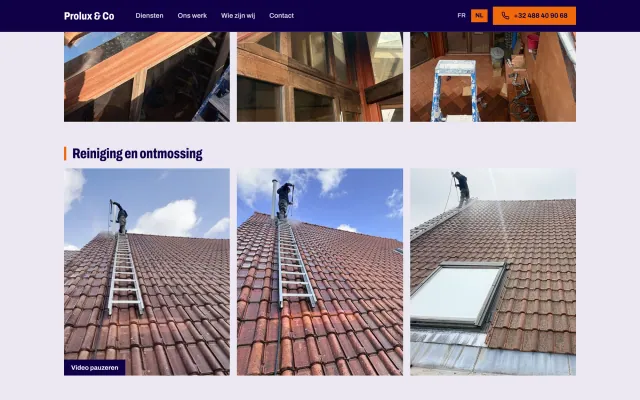 Prolux & Co
Diensten
Ons werk
Wie zijn wij
Contact
FR
NL
+32 488 40 90 68
Reiniging en ontmossing
Video pauzeren